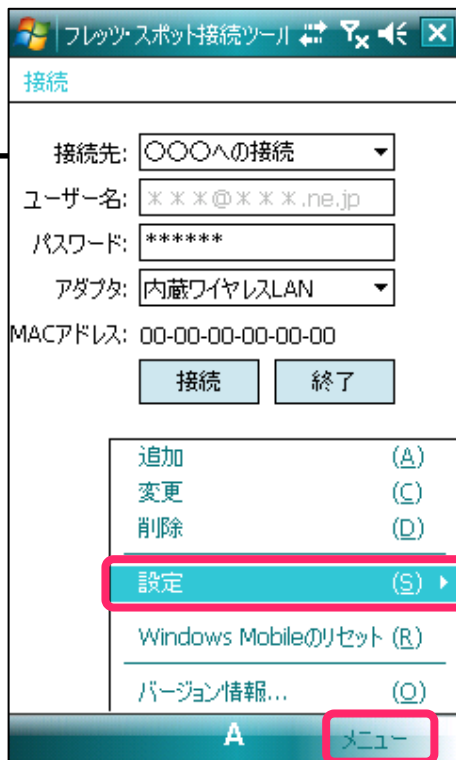 フレッツ・スポット接続ツール
接続
接続先: 〇〇〇への接続
ユーザー名: ＊＊＊@＊＊＊.ne.jp
パスワード: ******
アダプタ: 内蔵ワイヤレスLAN
MACアドレス: 00-00-00-00-00-00
接続 終了
追加 (A)
変更 (C)
削除 (D)
設定 (S)
Windows Mobileのリセット (R)
バージョン情報... (O)
A メニュー